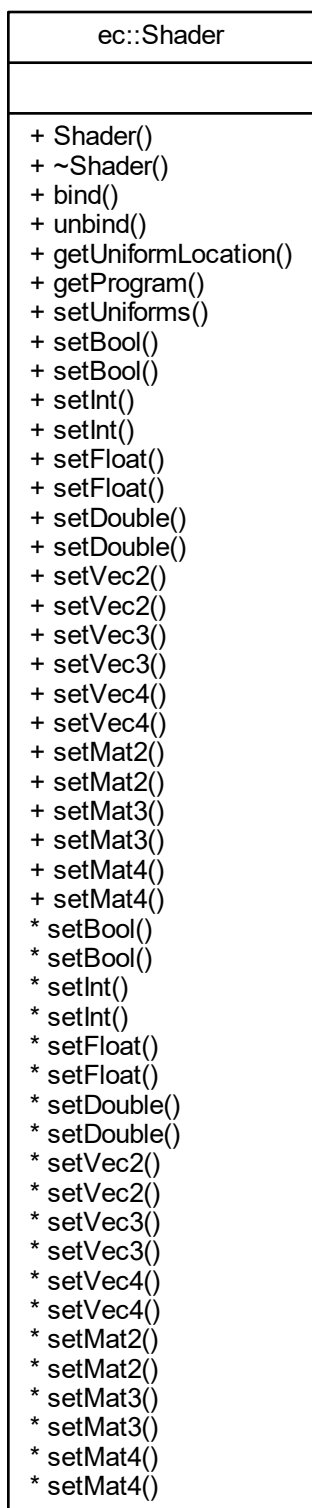 ec::Shader
+ Shader()
+ ~Shader()
+ bind()
+ unbind()
+ getUniformLocation()
+ getProgram()
+ setUniforms()
+ setBool()
+ setBool()
+ setInt()
+ setInt()
+ setFloat()
+ setFloat()
+ setDouble()
+ setDouble()
+ setVec2()
+ setVec2()
+ setVec3()
+ setVec3()
+ setVec4()
+ setVec4()
+ setMat2()
+ setMat2()
+ setMat3()
+ setMat3()
+ setMat4()
+ setMat4()
* setBool()
* setBool()
* setInt()
* setInt()
* setFloat()
* setFloat()
* setDouble()
* setDouble()
* setVec2()
* setVec2()
* setVec3()
* setVec3()
* setVec4()
* setVec4()
* setMat2()
* setMat2()
* setMat3()
* setMat3()
* setMat4()
* setMat4()